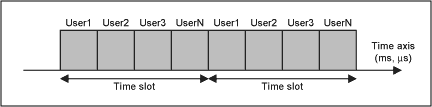 User1 User2 User3 UserN User1 User2 User3 UserN
Time axis
(ms, µs)
Time slot Time slot